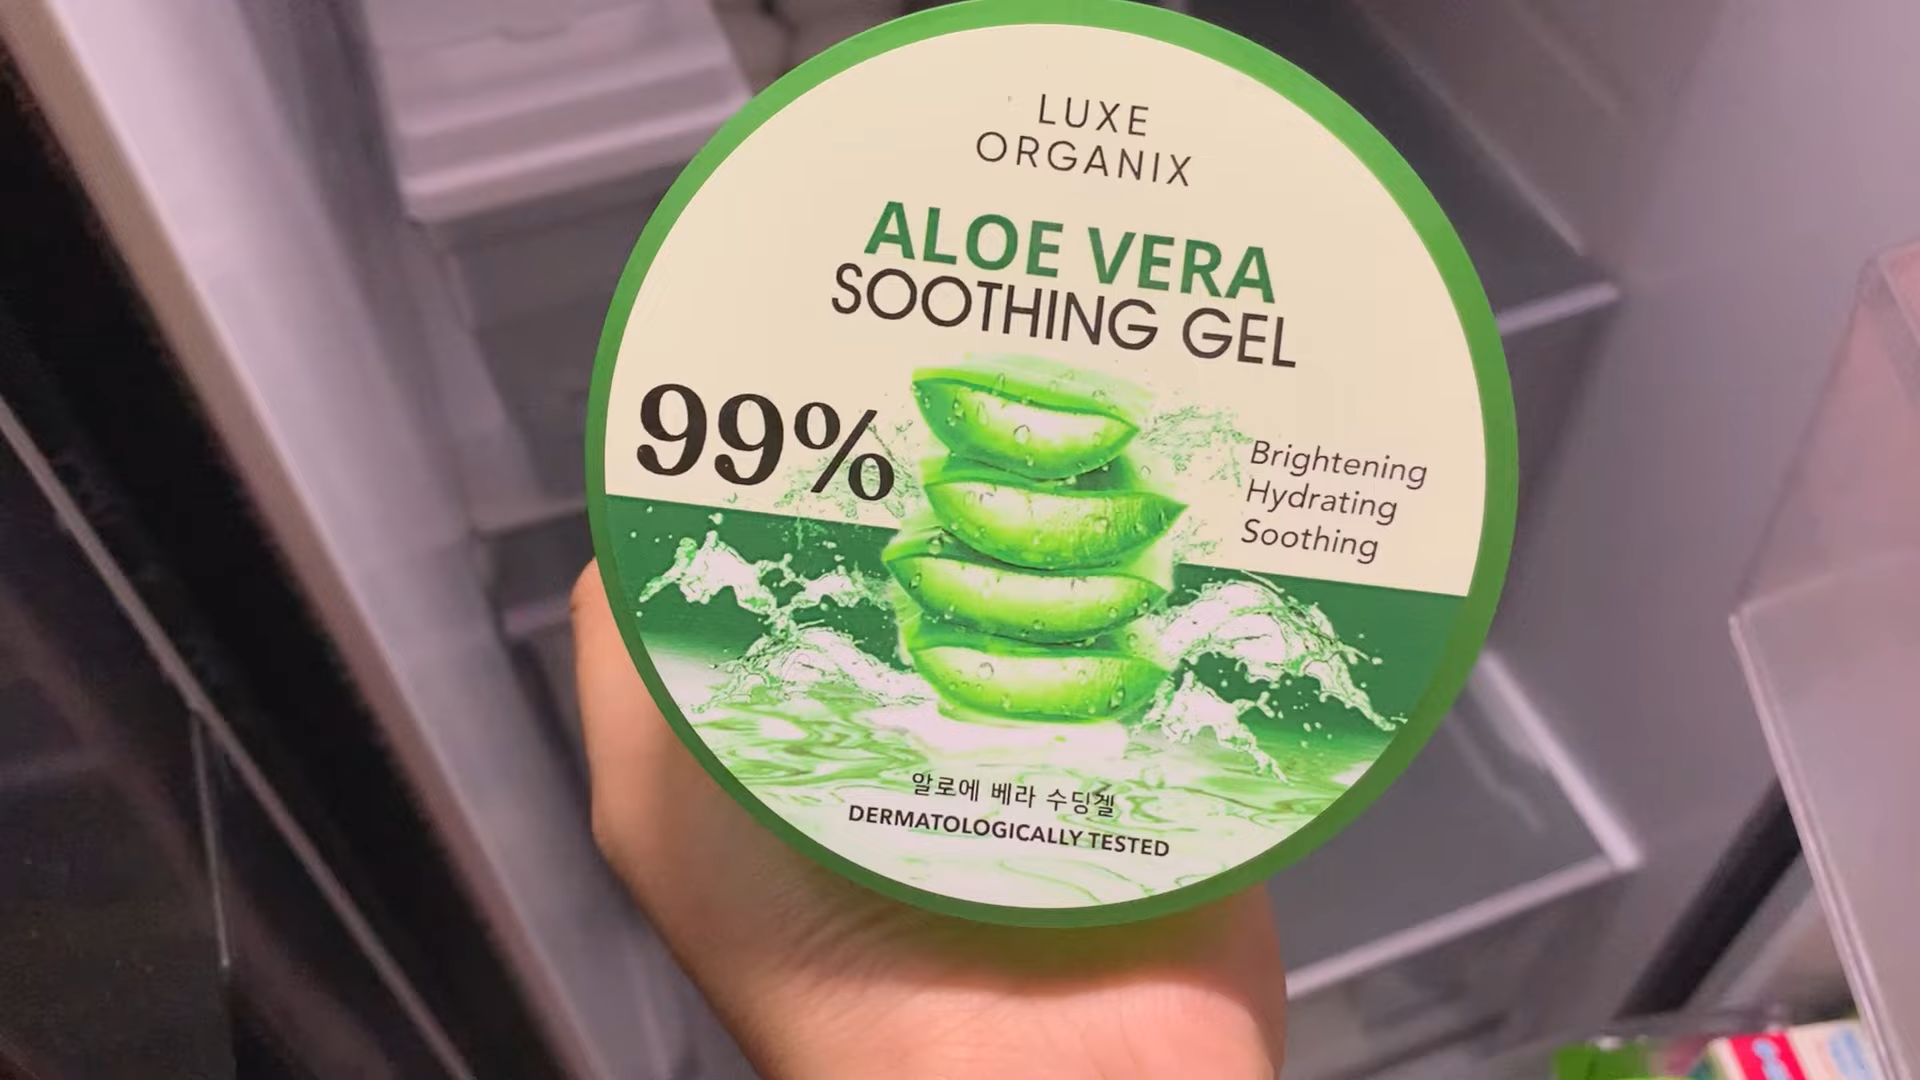 LUXE
ORGANIX
ALOE VERA
SOOTHING GEL
99%
Brightening
Hydrating
Soothing
알로에 베라 수딩겔
DERMATOLOGICALLY TESTED